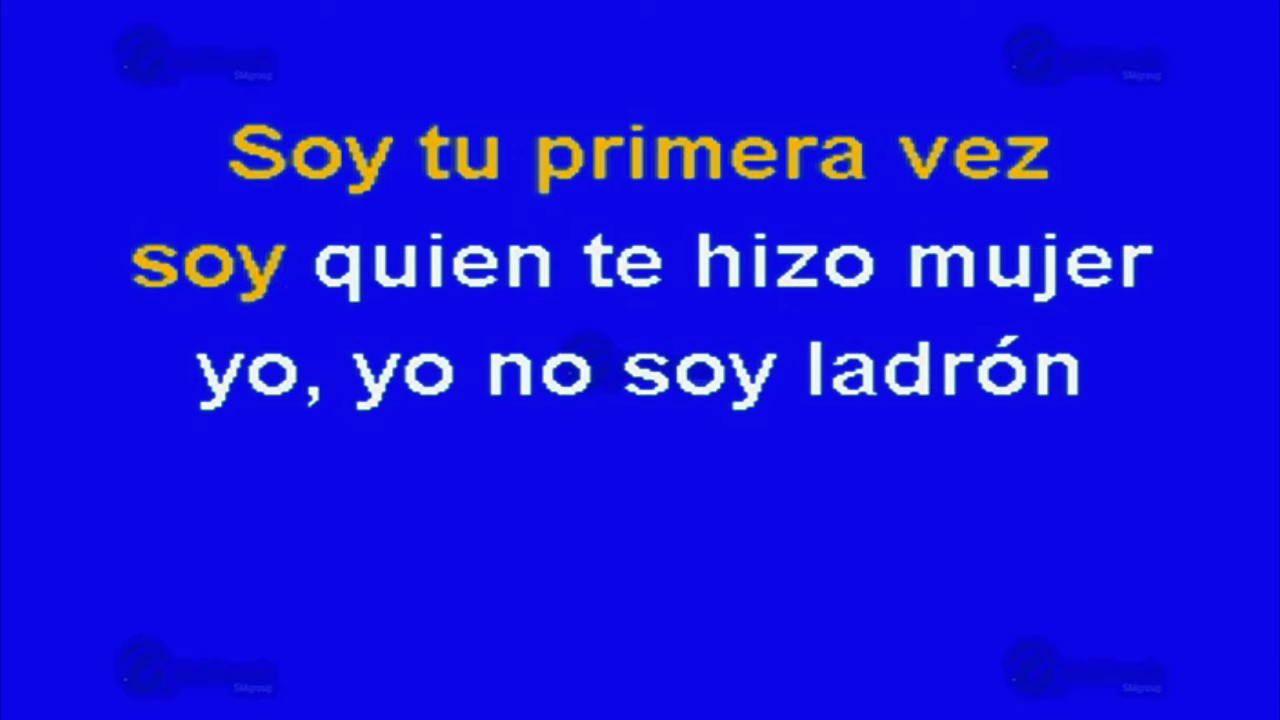 Soy tu primera vez
soy quien te hizo mujer
yo, yo no soy ladrón